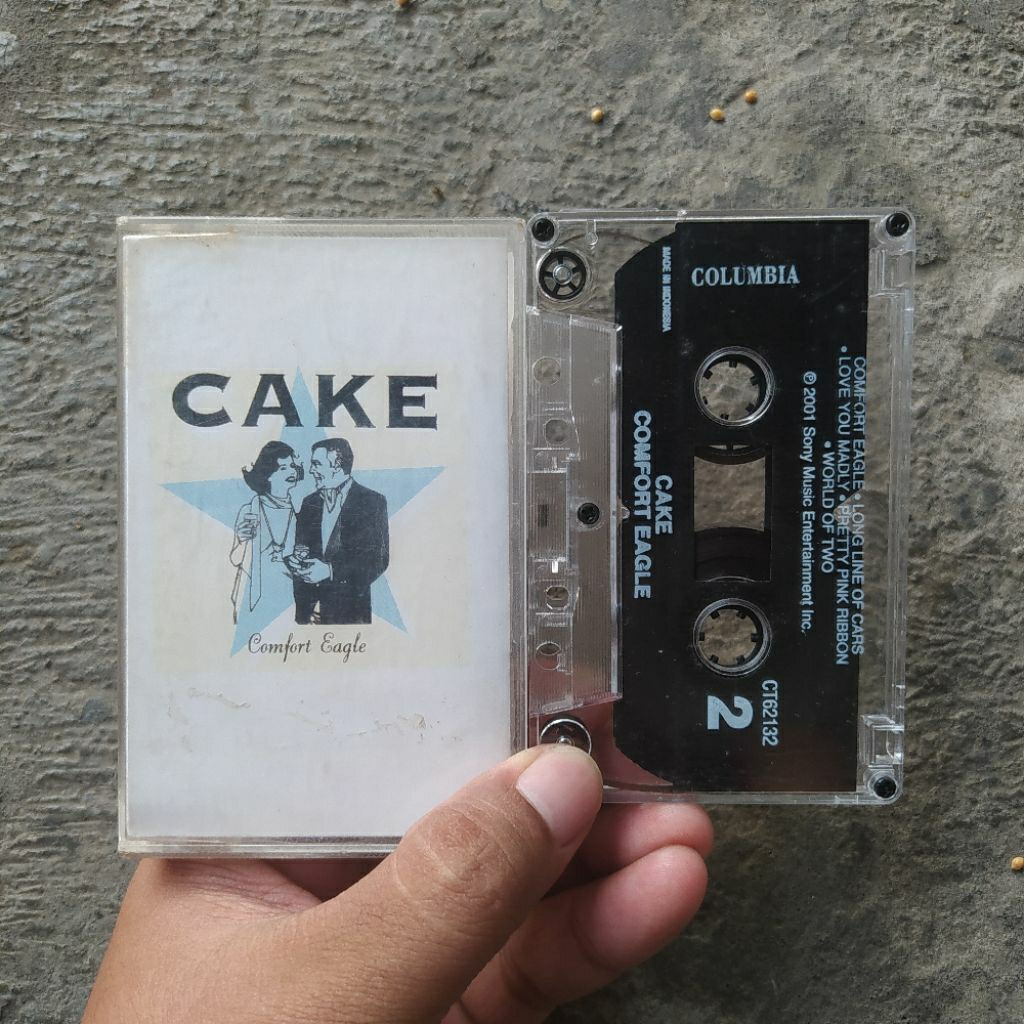 CAKE
Comfort Eagle
COLUMBIA
MADE IN INDONESIA
COMFORT EAGLE • LONG LINE OF CARS
• LOVE YOU MADLY • PRETTY PINK RIBBON
• WORLD OF TWO
℗ 2001 Sony Music Entertainment Inc.
CAKE
COMFORT EAGLE
CT62132
2